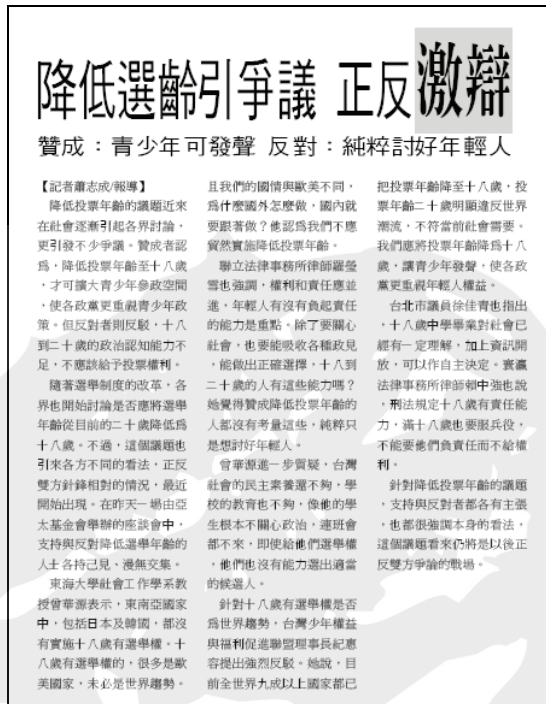 降低選齡引爭議 正反激辯
贊成：青少年可發聲 反對：純粹討好年輕人
【記者蕭志成/報導】
降低投票年齡的議題近來
在社會逐漸引起各界討論，
更引發不少爭議。贊成者認
爲，降低投票年齡至十八歲
，才可擴大青少年參政空間
，使各政黨更重視青少年政
策。但反對者則反駁，十八
到二十歲的政治認知能力不
足，不應該給予投票權利。
隨著選舉制度的改革，各
界也開始討論是否應將選舉
年齡從目前的二十歲降低爲
十八歲。不過，這個議題也
引來各方不同的看法，正反
雙方針鋒相對的情況，最近
開始出現。在昨天一場由亞
太基金會舉辦的座談會中，
支持與反對降低選舉年齡的
人士各持己見、漫無交集。
東海大學社會工作學系教
授曾華源表示，東南亞國家
中，包括日本及韓國，都沒
有實施十八歲有選舉權。十
八歲有選舉權的，很多是歐
美國家，未必是世界趨勢。
且我們的國情與歐美不同，
爲什麼國外怎麼做，國內就
要跟著做？他認爲我們不應
貿然實施降低投票年齡。
聯立法律事務所律師羅瑩
雪也強調，權利和責任應並
進，年輕人有沒有負起責任
的能力是重點。除了要關心
社會，也要能吸收各種政見
，能做出正確選擇，十八到
二十歲的人有這些能力嗎？
她覺得贊成降低投票年齡的
人都沒有考量這些，純粹只
是想討好年輕人。
曾華源進一步質疑，台灣
社會的民主素養還不夠，學
校的教育也不夠，像他的學
生根本不關心政治，連班會
都不來，即使給他們選舉權
，他們也沒有能力選出適當
的候選人。
針對十八歲有選舉權是否
爲世界趨勢，台灣少年權益
與福利促進聯盟理事長紀惠
容提出強烈反駁。她說，目
前全世界九成以上國家都已
把投票年齡降至十八歲，投
票年齡二十歲明顯違反世界
潮流，不符當前社會需要。
我們應將投票年齡降爲十八
歲，讓青少年發聲，使各政
黨更重視年輕人權益。
台北市議員徐佳青也指出
，十八歲中學畢業對社會已
經有一定理解，加上資訊開
放，可以作自主決定。寰瀛
法律事務所律師賴中強也說
，刑法規定十八歲有責任能
力，滿十八歲也要服兵役，
不能要他們負責任而不給權
利。
針對降低投票年齡的議題
，支持與反對者都各有主張
，也都很強調本身的看法，
這個議題看來仍將是以後正
反雙方爭論的戰場。